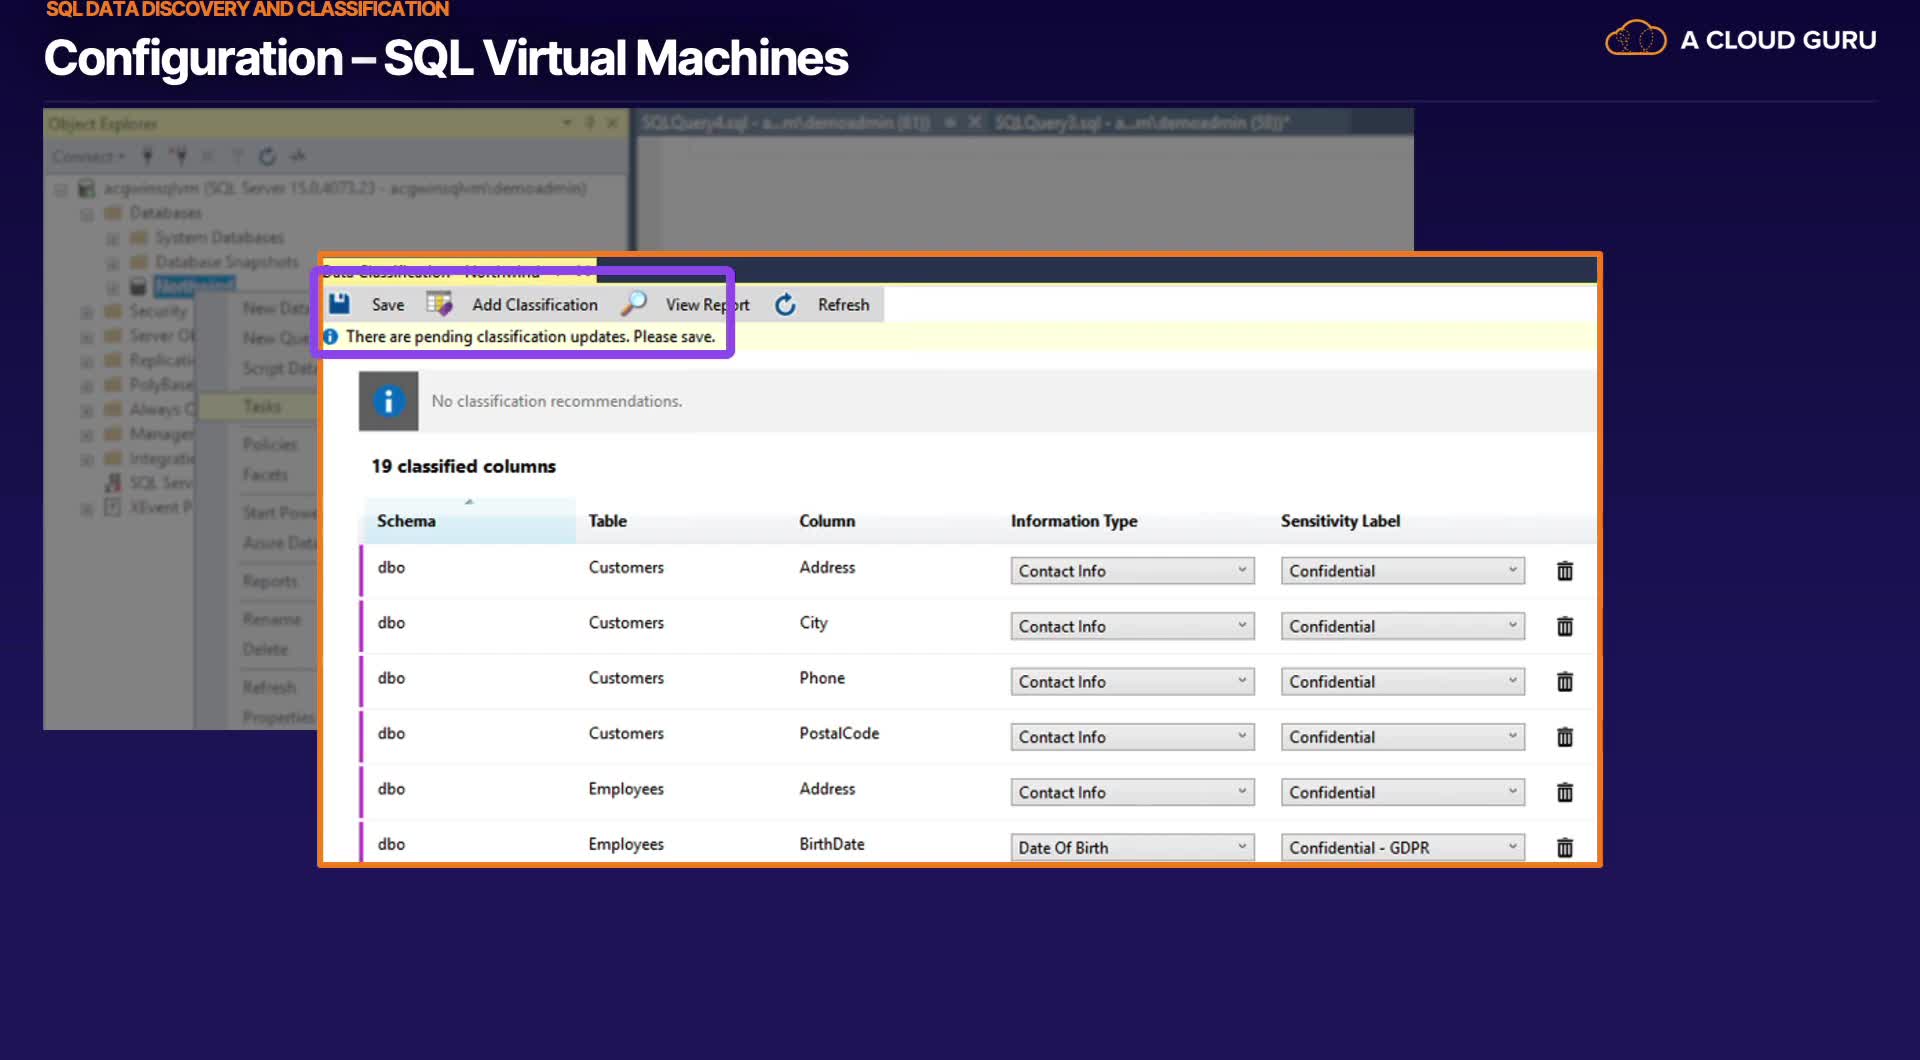 SQL DATA DISCOVERY AND CLASSIFICATION
Configuration – SQL Virtual Machines
A CLOUD GURU
Object Explorer
SQLQuery4.sql - a...m\demoadmin (61))
SQLQuery3.sql - a...m\demoadmin (58))*
Connect
acgwinsqlvm (SQL Server 15.0.4073.23 - acgwinsqlvm\demoadmin)
Databases
System Databases
Database Snapshots
Northwind
Security
Server Ob
Replicati
PolyBase
Always O
Manager
Integratio
SQL Serv
XEvent P
New Data
New Que
Script Data
Tasks
Policies
Facets
Start Powe
Azure Data
Reports
Rename
Delete
Refresh
Properties
Data Classification - Northwind
Save Add Classification View Report Refresh
There are pending classification updates. Please save.
No classification recommendations.
19 classified columns
Schema Table Column Information Type Sensitivity Label
dbo Customers Address Contact Info Confidential
dbo Customers City Contact Info Confidential
dbo Customers Phone Contact Info Confidential
dbo Customers PostalCode Contact Info Confidential
dbo Employees Address Contact Info Confidential
dbo Employees BirthDate Date Of Birth Confidential - GDPR